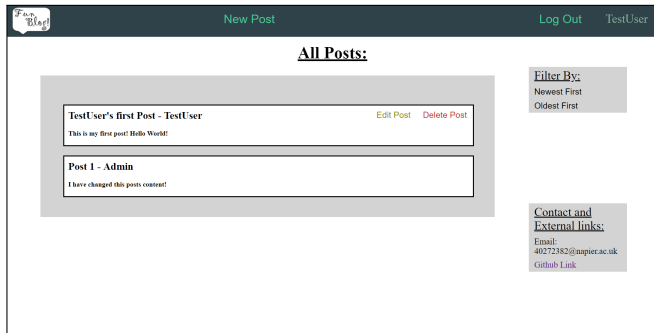 Fun
Blog!
New Post
Log Out
TestUser
All Posts:
TestUser's first Post - TestUser
Edit Post
Delete Post
This is my first post! Hello World!
Post 1 - Admin
I have changed this posts content!
Filter By:
Newest First
Oldest First
Contact and
External links:
Email:
40272382@napier.ac.uk
Github Link